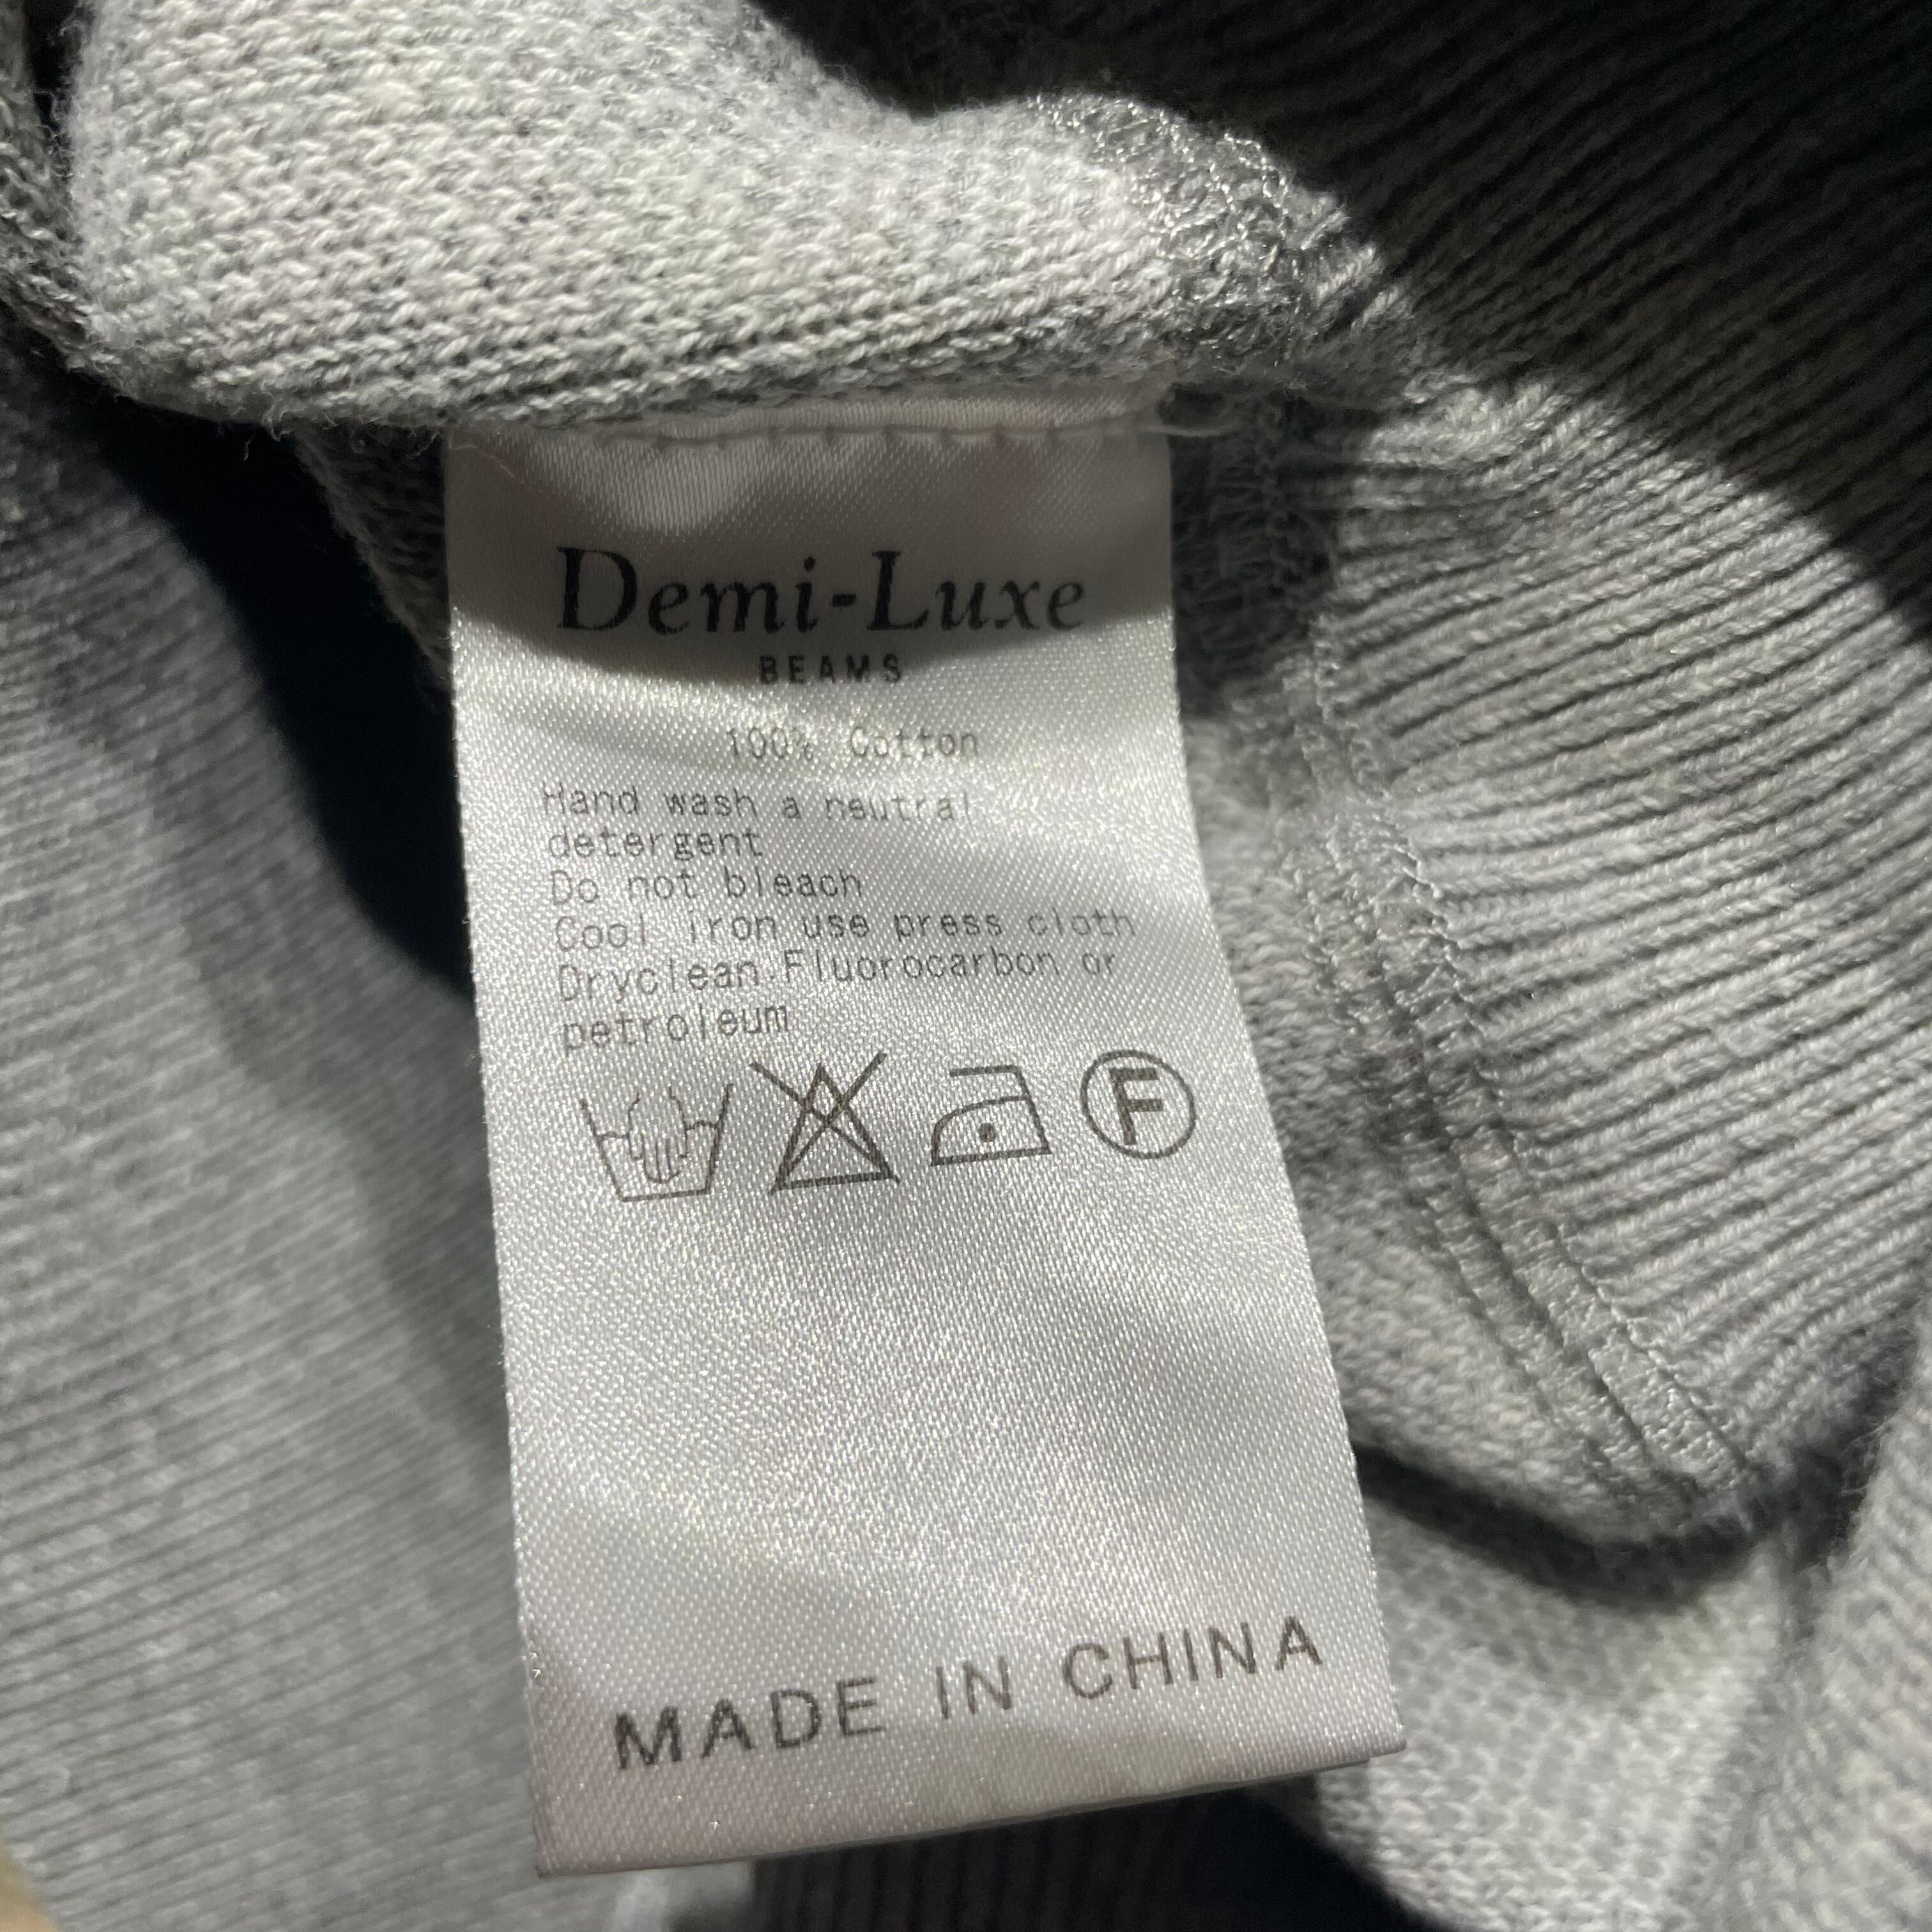 Demi-Luxe
BEAMS
100% Cotton
Hand wash a neutral
detergent
Do not bleach
Cool iron use press cloth
Dryclean.Fluorocarbon or
petroleum
F
MADE IN CHINA